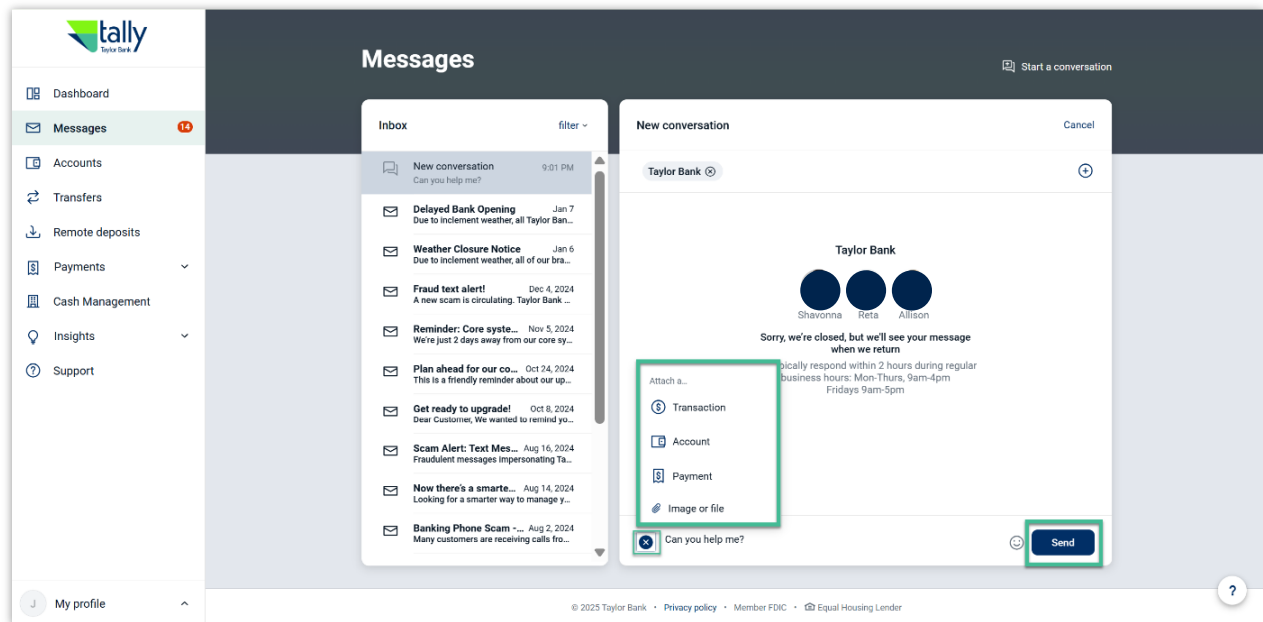 tally
Taylor Bank
Dashboard
Messages 14
Accounts
Transfers
Remote deposits
Payments
Cash Management
Insights
Support
J My profile
Messages
Start a conversation
Inbox filter
New conversation 9:01 PM
Can you help me?
Delayed Bank Opening Jan 7
Due to inclement weather, all Taylor Ban...
Weather Closure Notice Jan 6
Due to inclement weather, all of our bra...
Fraud text alert! Dec 4, 2024
A new scam is circulating. Taylor Bank ...
Reminder: Core syste... Nov 5, 2024
We're just 2 days away from our core sy...
Plan ahead for our co... Oct 24, 2024
This is a friendly reminder about our up...
Get ready to upgrade! Oct 8, 2024
Dear Customer, We wanted to remind yo...
Scam Alert: Text Mes... Aug 16, 2024
Fraudulent messages impersonating Ta...
Now there's a smarte... Aug 14, 2024
Looking for a smarter way to manage y...
Banking Phone Scam -... Aug 2, 2024
Many customers are receiving calls fro...
New conversation Cancel
Taylor Bank
Taylor Bank
Shavonna Reta Allison
Sorry, we're closed, but we'll see your message
when we return
pically respond within 2 hours during regular
business hours: Mon-Thurs, 9am-4pm
Fridays 9am-5pm
Attach a...
Transaction
Account
Payment
Image or file
Can you help me?
Send
?
© 2025 Taylor Bank • Privacy policy • Member FDIC • Equal Housing Lender